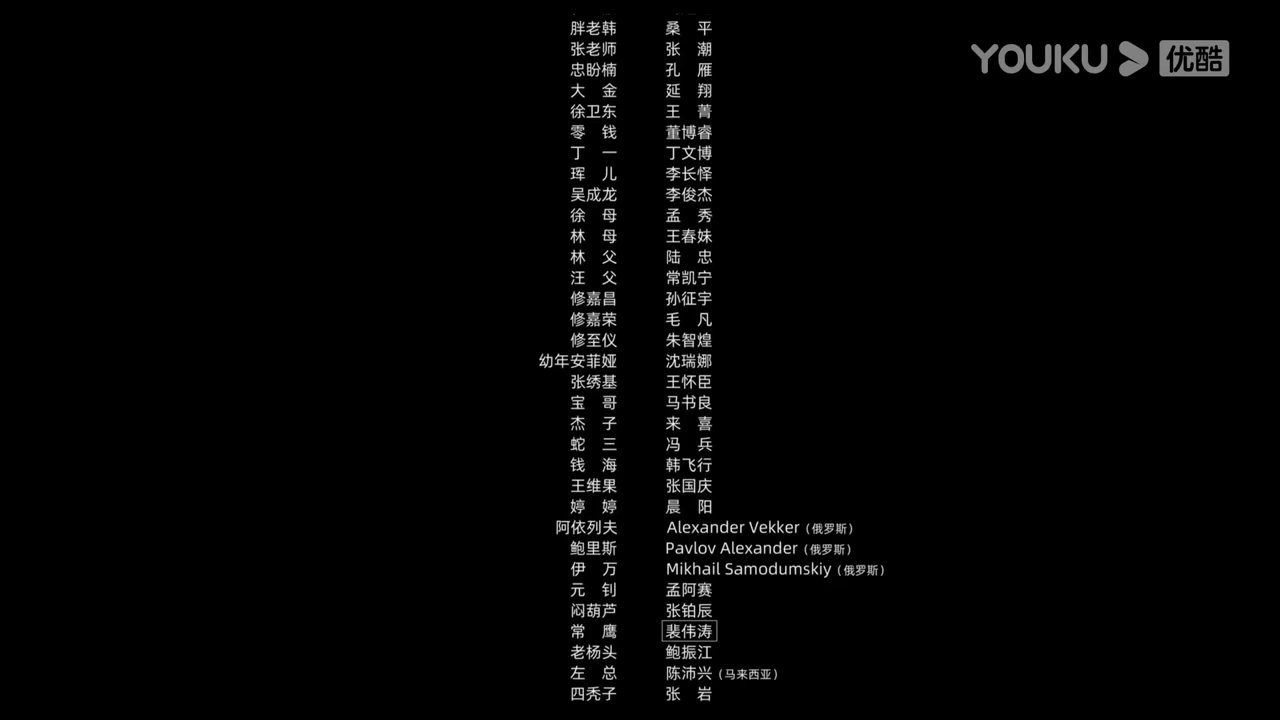 YOUKU 优酷
胖老韩 桑 平
张老师 张 潮
忠盼楠 孔 雁
大 金 延 翔
徐卫东 王 菁
零 钱 董博睿
丁 一 丁文博
珲 儿 李长怿
吴成龙 李俊杰
徐 母 孟 秀
林 母 王春妹
林 父 陆 忠
汪 父 常凯宁
修嘉昌 孙征宇
修嘉荣 毛 凡
修至仪 朱智煌
幼年安菲娅 沈瑞娜
张绣基 王怀臣
宝 哥 马书良
杰 子 来 喜
蛇 三 冯 兵
钱 海 韩飞行
王维果 张国庆
婷 婷 晨 阳
阿依列夫 Alexander Vekker（俄罗斯）
鲍里斯 Pavlov Alexander（俄罗斯）
伊 万 Mikhail Samodumskiy（俄罗斯）
元 钊 孟阿赛
闷葫芦 张铂辰
常 鹰 裴伟涛
老杨头 鲍振江
左 总 陈沛兴（马来西亚）
四秃子 张 岩